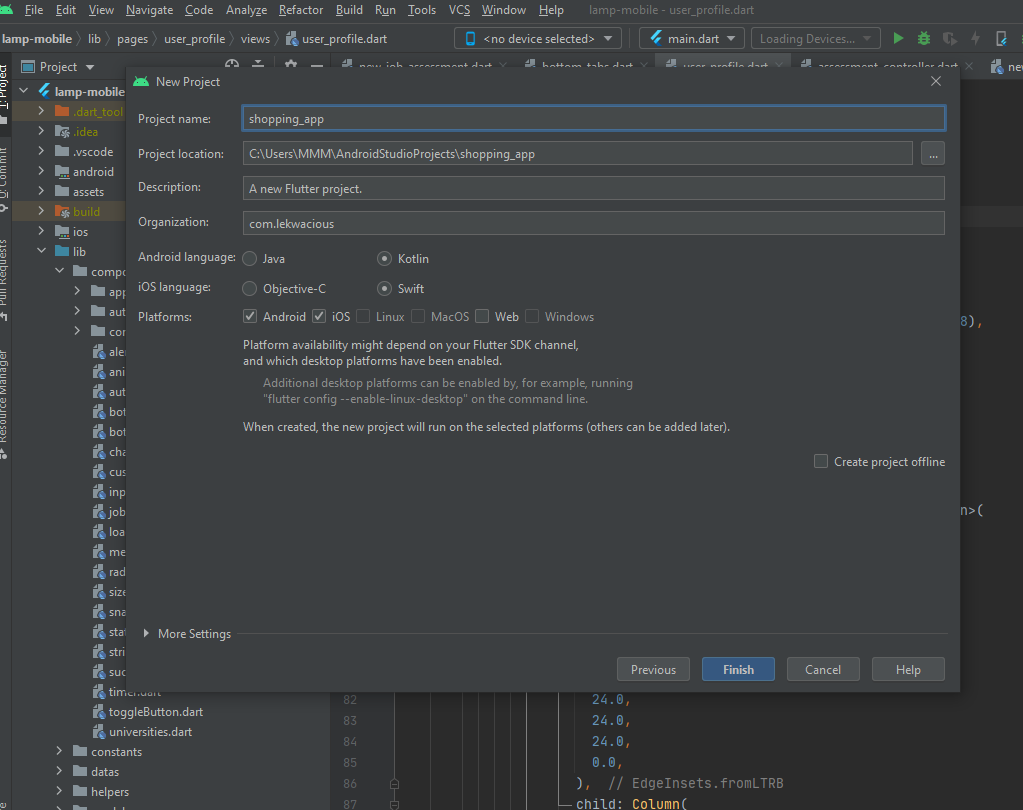 File Edit View Navigate Code Analyze Refactor Build Run Tools VCS Window Help lamp-mobile - user_profile.dart
lamp-mobile lib pages user_profile views user_profile.dart <no device selected> main.dart Loading Devices...
Project new_job_assessment.dart bottom_tabs.dart user_profile.dart assessment_controller.dart new
1: Project
0: Commit
Pull Requests
Resource Manager
lamp-mobile
.dart_tool
.idea
.vscode
android
assets
build
ios
lib
compo
app
aut
con
ale
ani
aut
bot
bot
cha
cus
inp
job
loa
me
rad
size
sna
stat
stri
suc
timer.dart
toggleButton.dart
universities.dart
constants
datas
helpers
New Project
Project name: shopping_app
Project location: C:\Users\MMM\AndroidStudioProjects\shopping_app ...
Description: A new Flutter project.
Organization: com.lekwacious
Android language: Java Kotlin
iOS language: Objective-C Swift
Platforms: Android iOS Linux MacOS Web Windows
Platform availability might depend on your Flutter SDK channel,
and which desktop platforms have been enabled.
Additional desktop platforms can be enabled by, for example, running
"flutter config --enable-linux-desktop" on the command line.
When created, the new project will run on the selected platforms (others can be added later).
Create project offline
More Settings
Previous Finish Cancel Help
8),
n>(
82 24.0,
83 24.0,
84 24.0,
85 0.0,
86 ), // EdgeInsets.fromLTRB
87 child: Column(